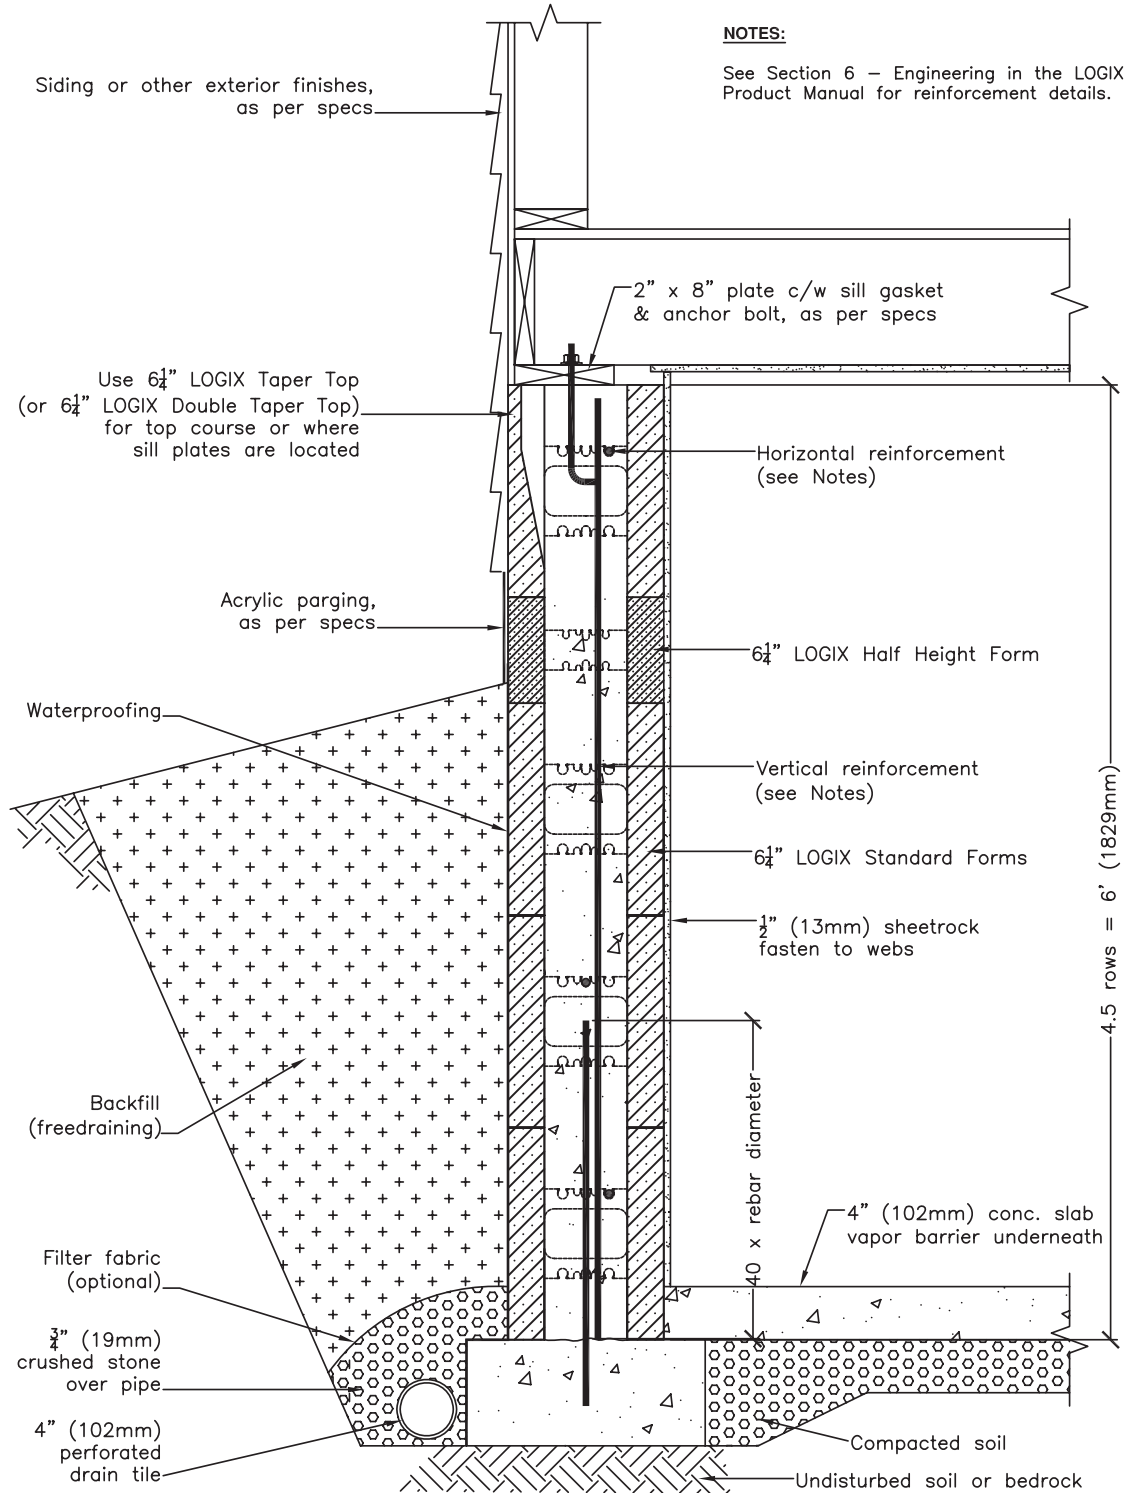 NOTES:
See Section 6 – Engineering in the LOGIX
Product Manual for reinforcement details.
Siding or other exterior finishes,
as per specs
2” x 8” plate c/w sill gasket
& anchor bolt, as per specs
Use 6¼” LOGIX Taper Top
(or 6¼” LOGIX Double Taper Top)
for top course or where
sill plates are located
Horizontal reinforcement
(see Notes)
Acrylic parging,
as per specs
6¼” LOGIX Half Height Form
Waterproofing
Vertical reinforcement
(see Notes)
6¼” LOGIX Standard Forms
½” (13mm) sheetrock
fasten to webs
4.5 rows = 6’ (1829mm)
40 x rebar diameter
Backfill
(freedraining)
4” (102mm) conc. slab
vapor barrier underneath
Filter fabric
(optional)
¾” (19mm)
crushed stone
over pipe
4” (102mm)
perforated
drain tile
Compacted soil
Undisturbed soil or bedrock